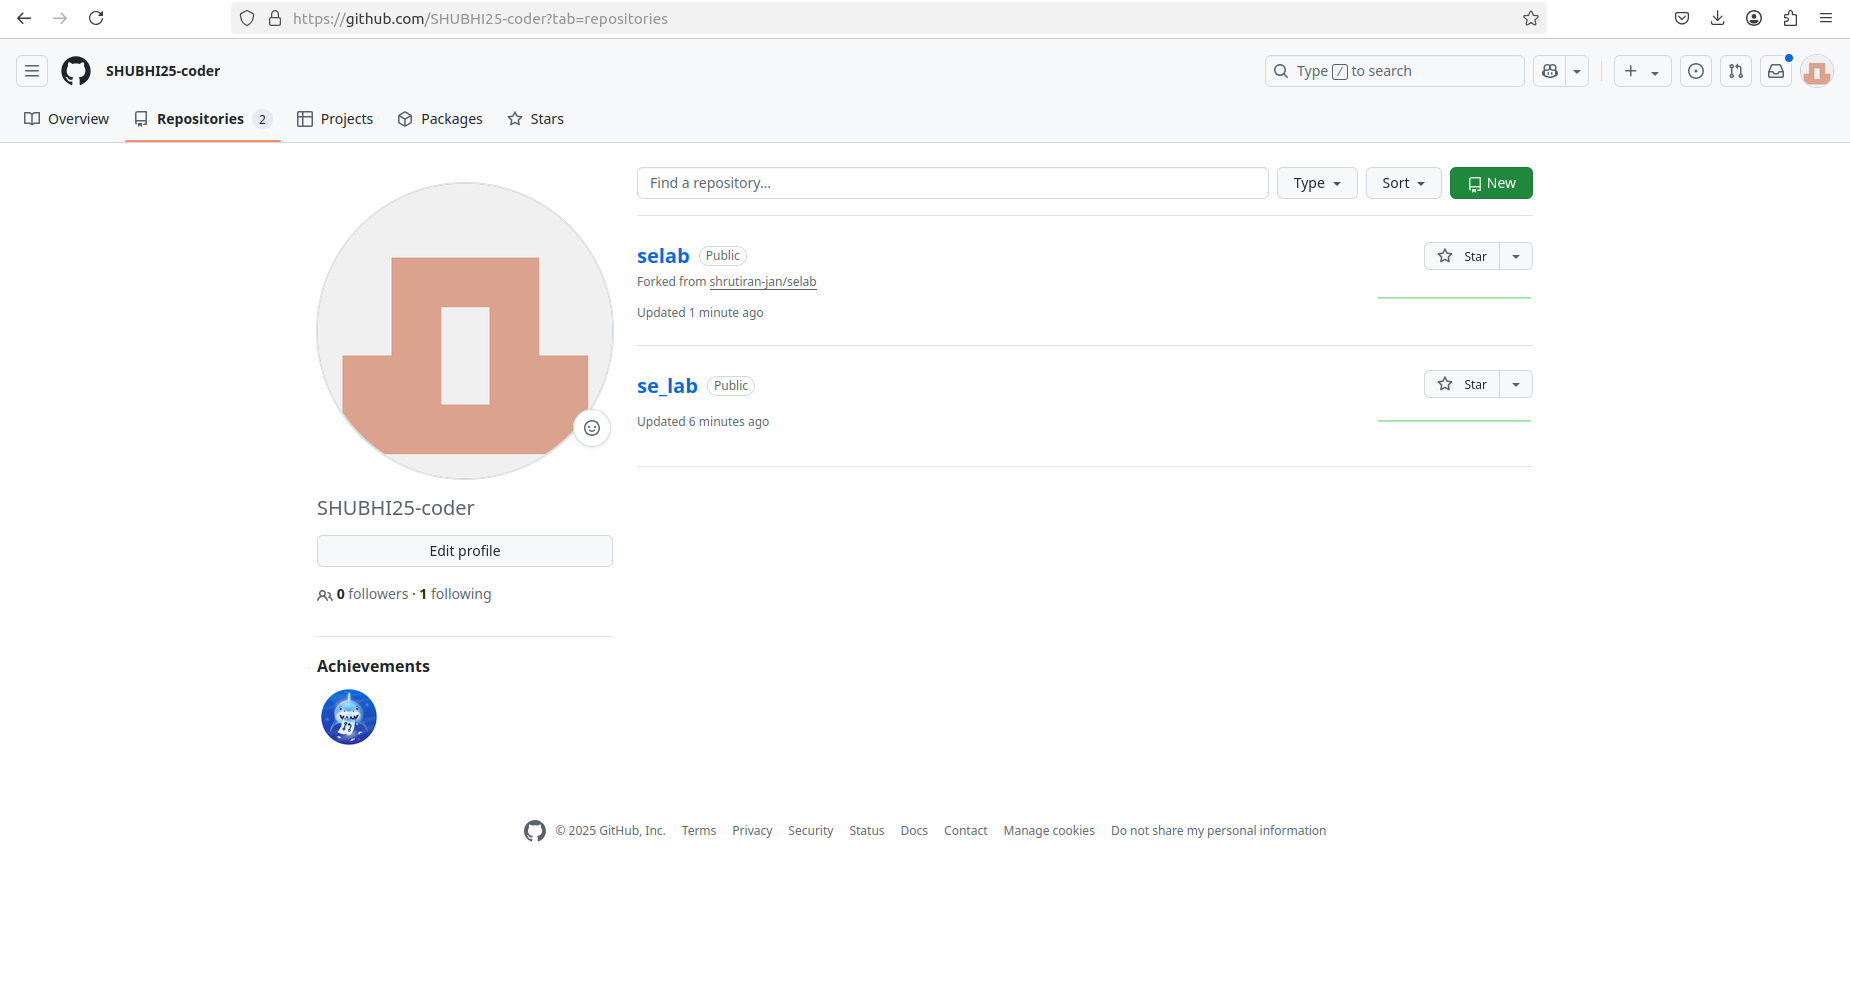 https://github.com/SHUBHI25-coder?tab=repositories
SHUBHI25-coder
Type / to search
Overview
Repositories 2
Projects
Packages
Stars
Find a repository...
Type
Sort
New
selab Public
Star
Forked from shrutiran-jan/selab
Updated 1 minute ago
se_lab Public
Star
Updated 6 minutes ago
SHUBHI25-coder
Edit profile
0 followers · 1 following
Achievements
© 2025 GitHub, Inc. Terms Privacy Security Status Docs Contact Manage cookies Do not share my personal information